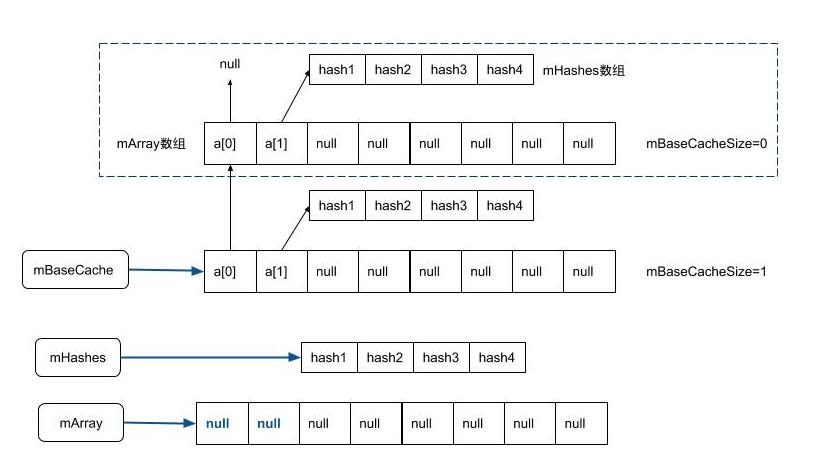 null
hash1 hash2 hash3 hash4 mHashes数组
mArray数组 a[0] a[1] null null null null null null mBaseCacheSize=0
hash1 hash2 hash3 hash4
mBaseCache a[0] a[1] null null null null null null mBaseCacheSize=1
mHashes hash1 hash2 hash3 hash4
mArray null null null null null null null null